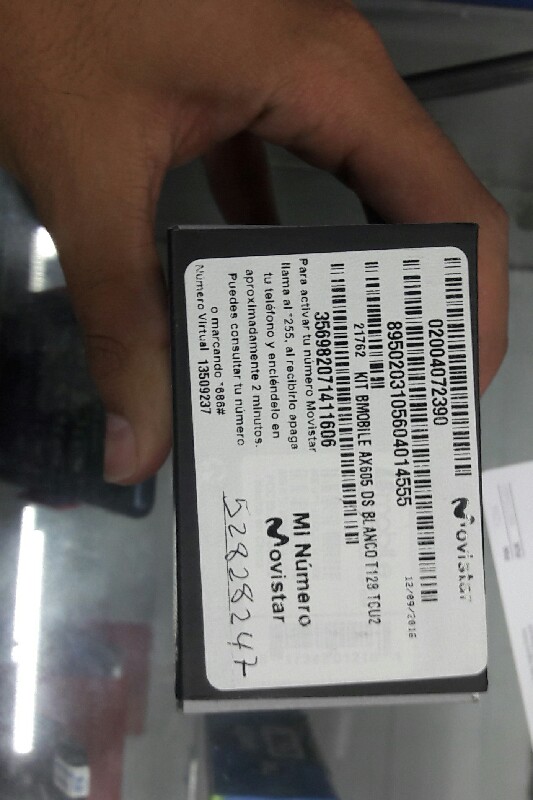 Movistar
02004072390
12/09/2016
8950203105604014555
21762 KIT BMOBILE AX605 DS BLANCO T128 TCU2
356982071411606
Para activar tu número Movistar
llama al *255, al recibirlo apaga
tu teléfono y enciéndelo en
aproximadamente 2 minutos.
Puedes consultar tu número
o marcando *686#
Número Virtual 13509237
Mi Número
Movistar
52828247